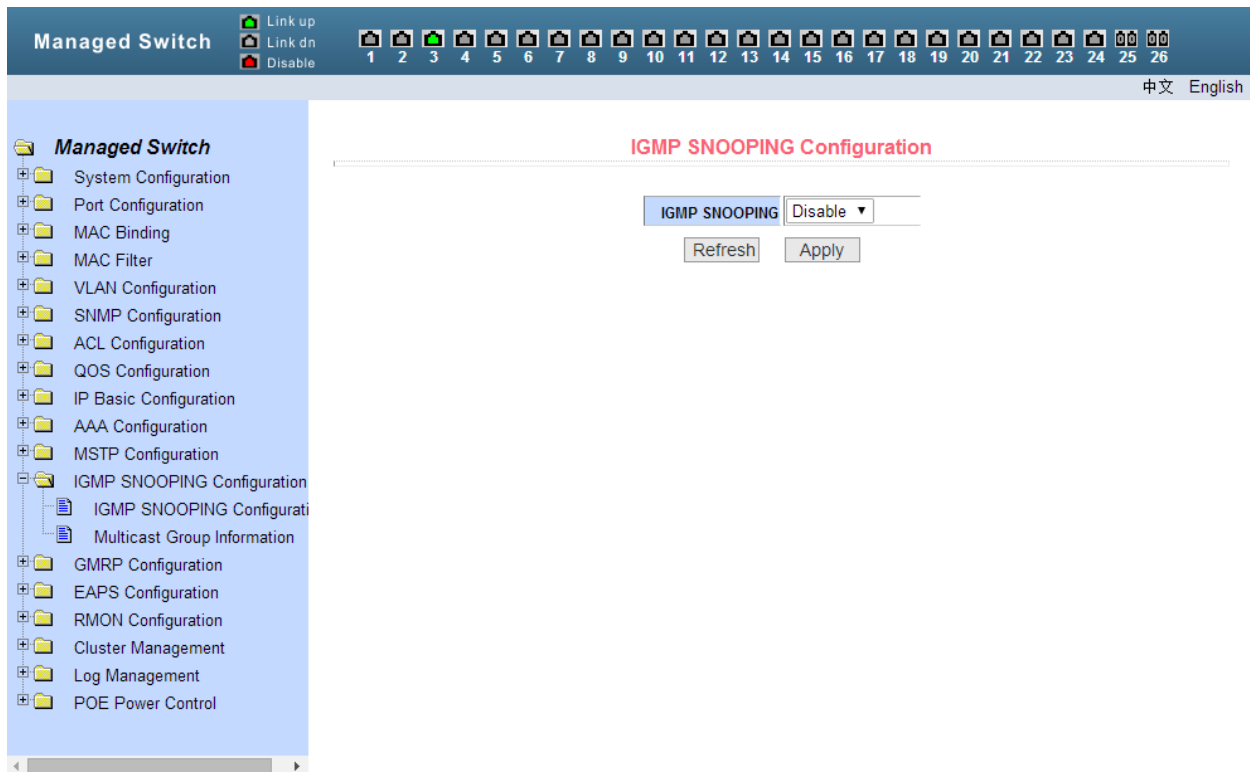 Managed Switch
Link up
Link dn
Disable
1 2 3 4 5 6 7 8 9 10 11 12 13 14 15 16 17 18 19 20 21 22 23 24 25 26
中文 English
Managed Switch
System Configuration
Port Configuration
MAC Binding
MAC Filter
VLAN Configuration
SNMP Configuration
ACL Configuration
QOS Configuration
IP Basic Configuration
AAA Configuration
MSTP Configuration
IGMP SNOOPING Configuration
IGMP SNOOPING Configurati
Multicast Group Information
GMRP Configuration
EAPS Configuration
RMON Configuration
Cluster Management
Log Management
POE Power Control
IGMP SNOOPING Configuration
IGMP SNOOPING Disable
Refresh Apply